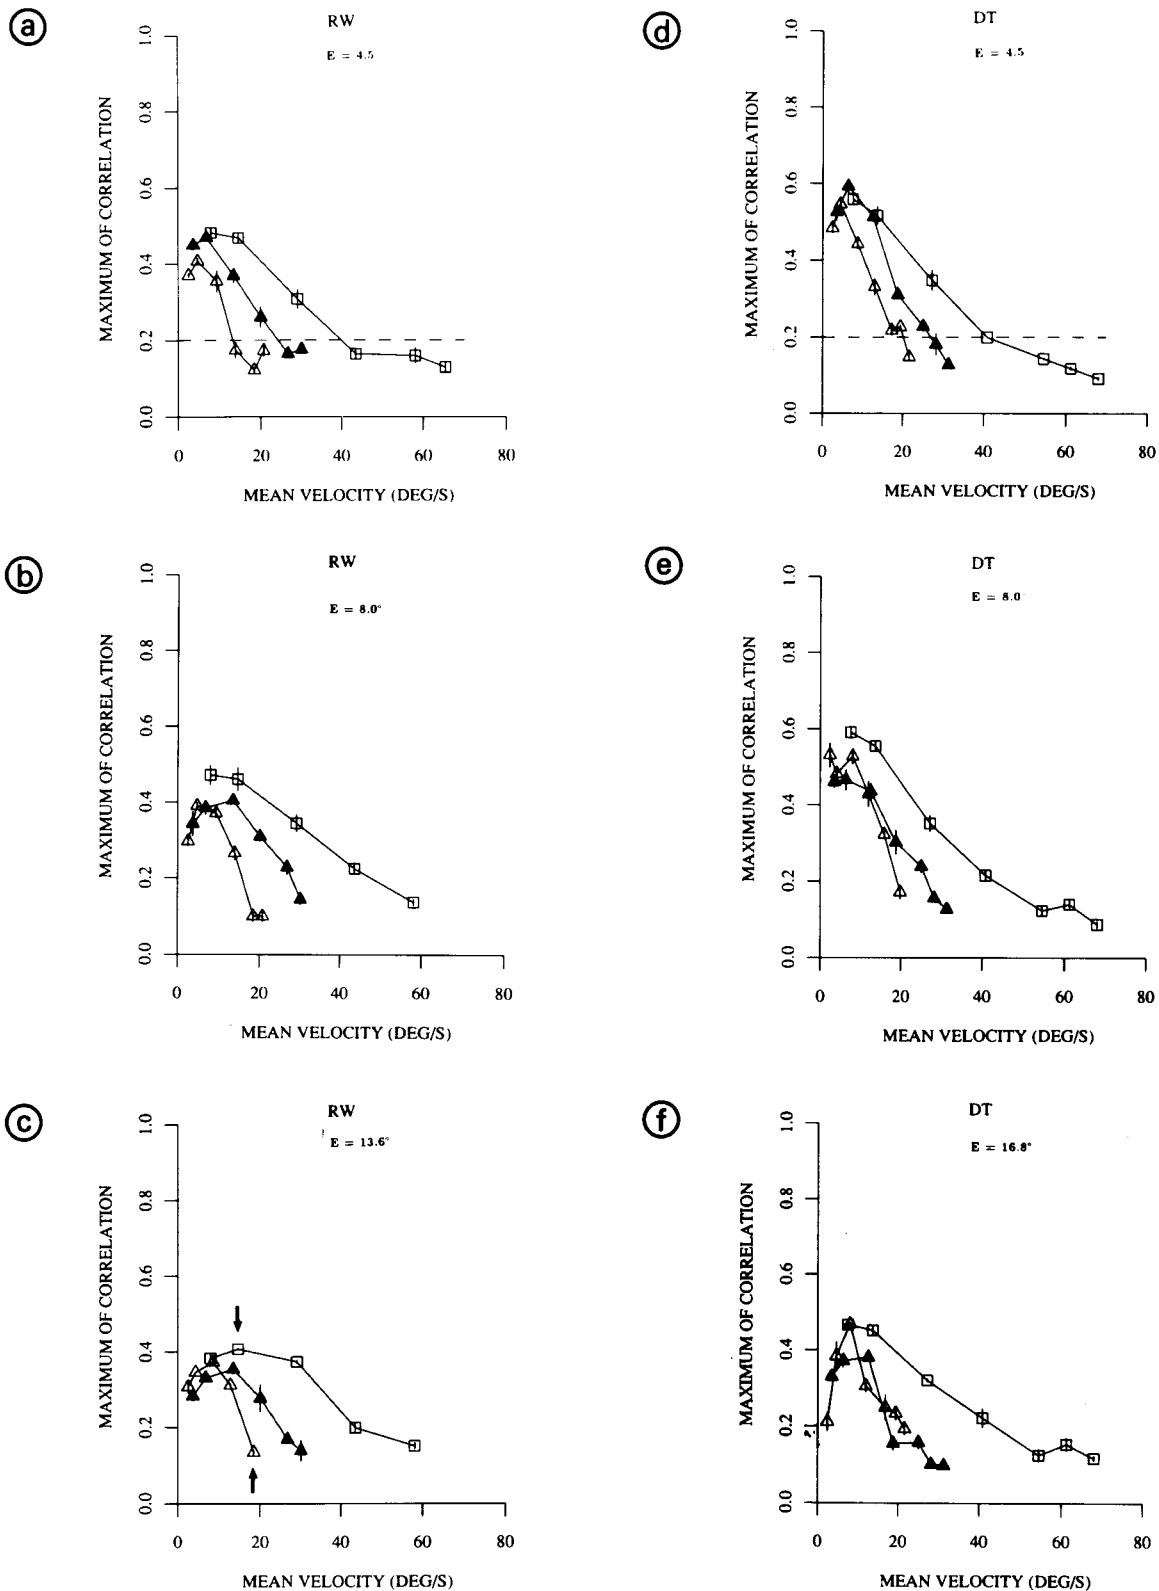 a
RW
E = 4.5
MAXIMUM OF CORRELATION
1.0
0.8
0.6
0.4
0.2
0.0
0 20 40 60 80
MEAN VELOCITY (DEG/S)
d
DT
E = 4.5
MAXIMUM OF CORRELATION
1.0
0.8
0.6
0.4
0.2
0.0
0 20 40 60 80
MEAN VELOCITY (DEG/S)
b
RW
E = 8.0°
MAXIMUM OF CORRELATION
1.0
0.8
0.6
0.4
0.2
0.0
0 20 40 60 80
MEAN VELOCITY (DEG/S)
e
DT
E = 8.0
MAXIMUM OF CORRELATION
1.0
0.8
0.6
0.4
0.2
0.0
0 20 40 60 80
MEAN VELOCITY (DEG/S)
c
RW
E = 13.6°
MAXIMUM OF CORRELATION
1.0
0.8
0.6
0.4
0.2
0.0
0 20 40 60 80
MEAN VELOCITY (DEG/S)
f
DT
E = 16.8°
MAXIMUM OF CORRELATION
1.0
0.8
0.6
0.4
0.2
0.0
0 20 40 60 80
MEAN VELOCITY (DEG/S)